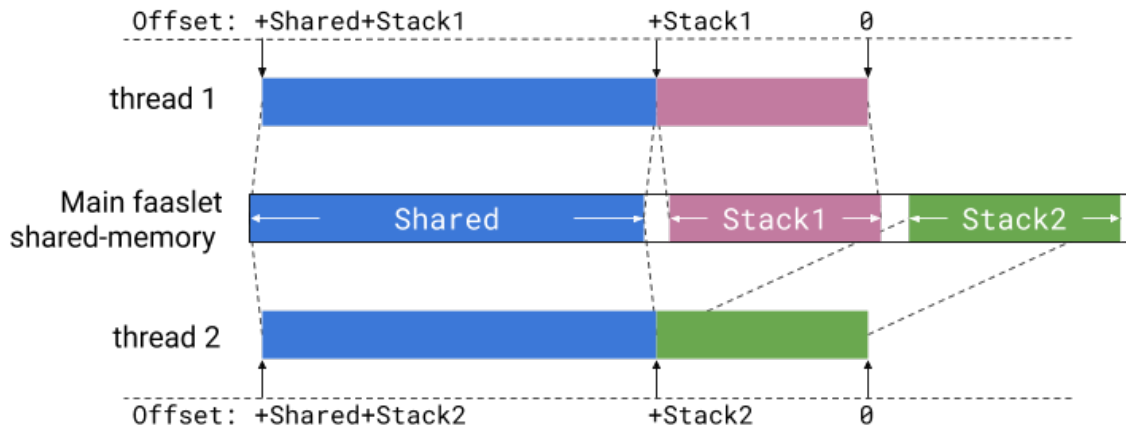 Offset: +Shared+Stack1 +Stack1 0
thread 1
Main faaslet
shared-memory
Shared Stack1 Stack2
thread 2
Offset: +Shared+Stack2 +Stack2 0